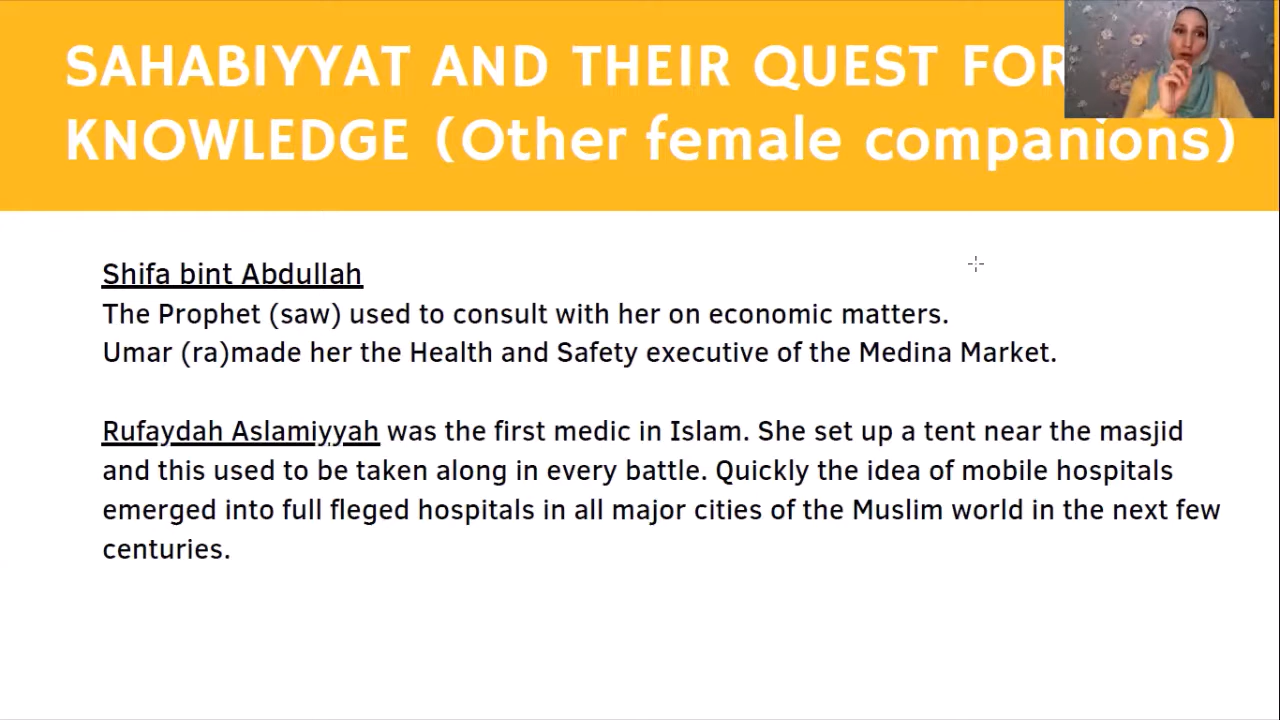 SAHABIYYAT AND THEIR QUEST FOR
KNOWLEDGE (Other female companions)
Shifa bint Abdullah
The Prophet (saw) used to consult with her on economic matters.
Umar (ra)made her the Health and Safety executive of the Medina Market.
Rufaydah Aslamiyyah was the first medic in Islam. She set up a tent near the masjid
and this used to be taken along in every battle. Quickly the idea of mobile hospitals
emerged into full fleged hospitals in all major cities of the Muslim world in the next few
centuries.